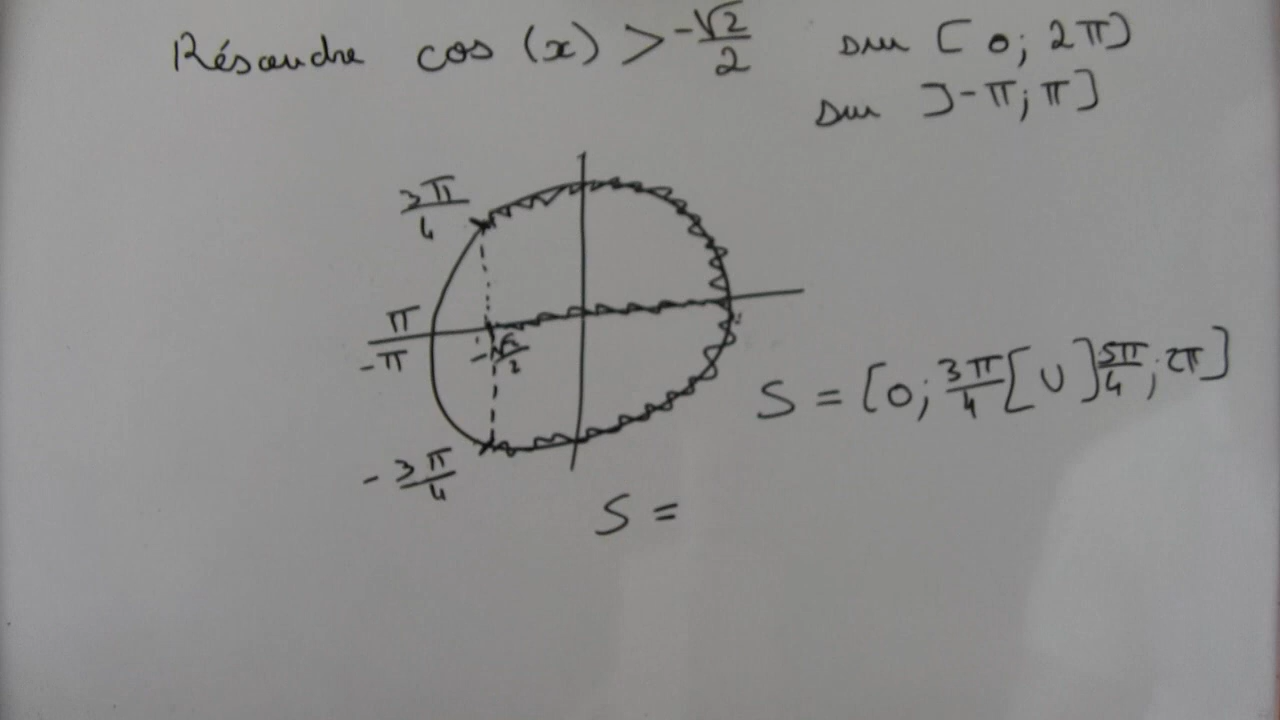 Résoudre cos (x) > -√2/2 sur [0; 2π]
sur ]-π; π]
3π/4
π
-π
-√2/2
S = [0; 3π/4[ U ]5π/4; 2π]
-3π/4
S =